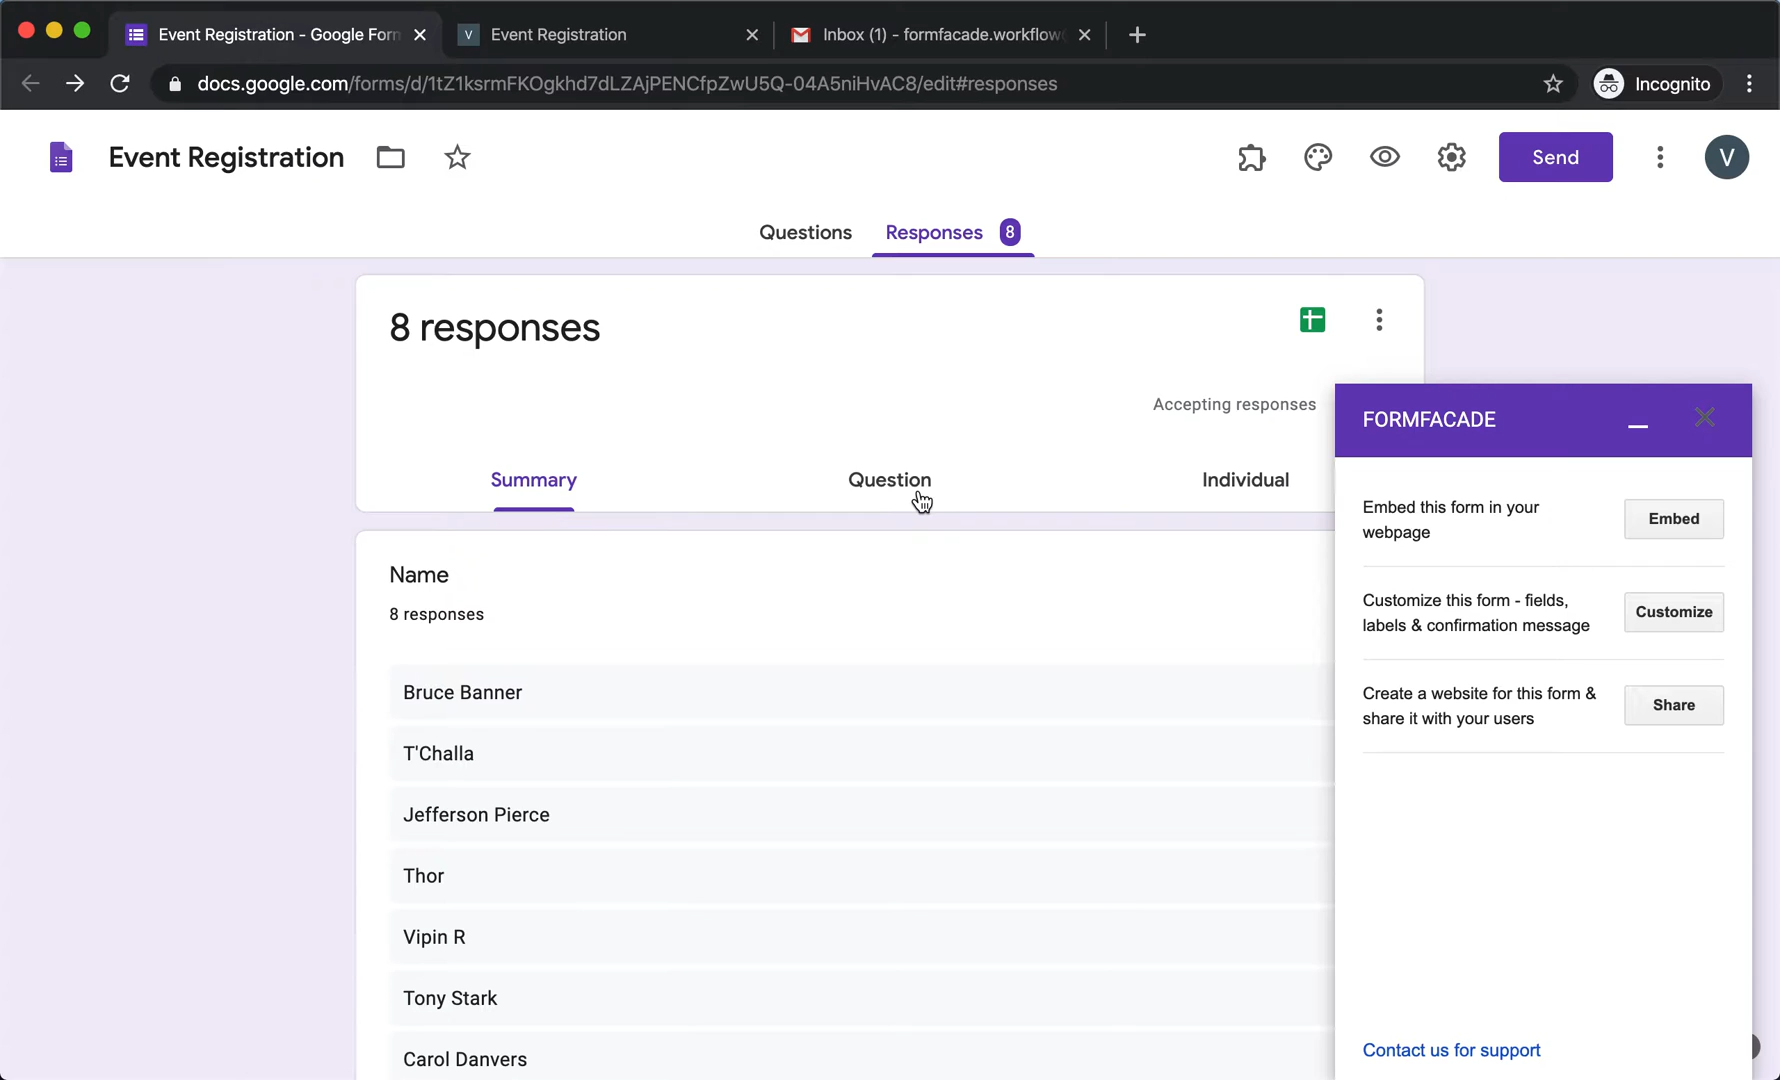 Event Registration - Google Form
Event Registration
Inbox (1) - formfacade.workflow
docs.google.com/forms/d/1tZ1ksrmFKOgkhd7dLZAjPENCfpZwU5Q-04A5niHvAC8/edit#responses
Incognito
Event Registration
Send
V
Questions
Responses 8
8 responses
Accepting responses
Summary
Question
Individual
Name
8 responses
Bruce Banner
T'Challa
Jefferson Pierce
Thor
Vipin R
Tony Stark
Carol Danvers
FORMFACADE
Embed this form in your
webpage
Embed
Customize this form - fields,
labels & confirmation message
Customize
Create a website for this form &
share it with your users
Share
Contact us for support